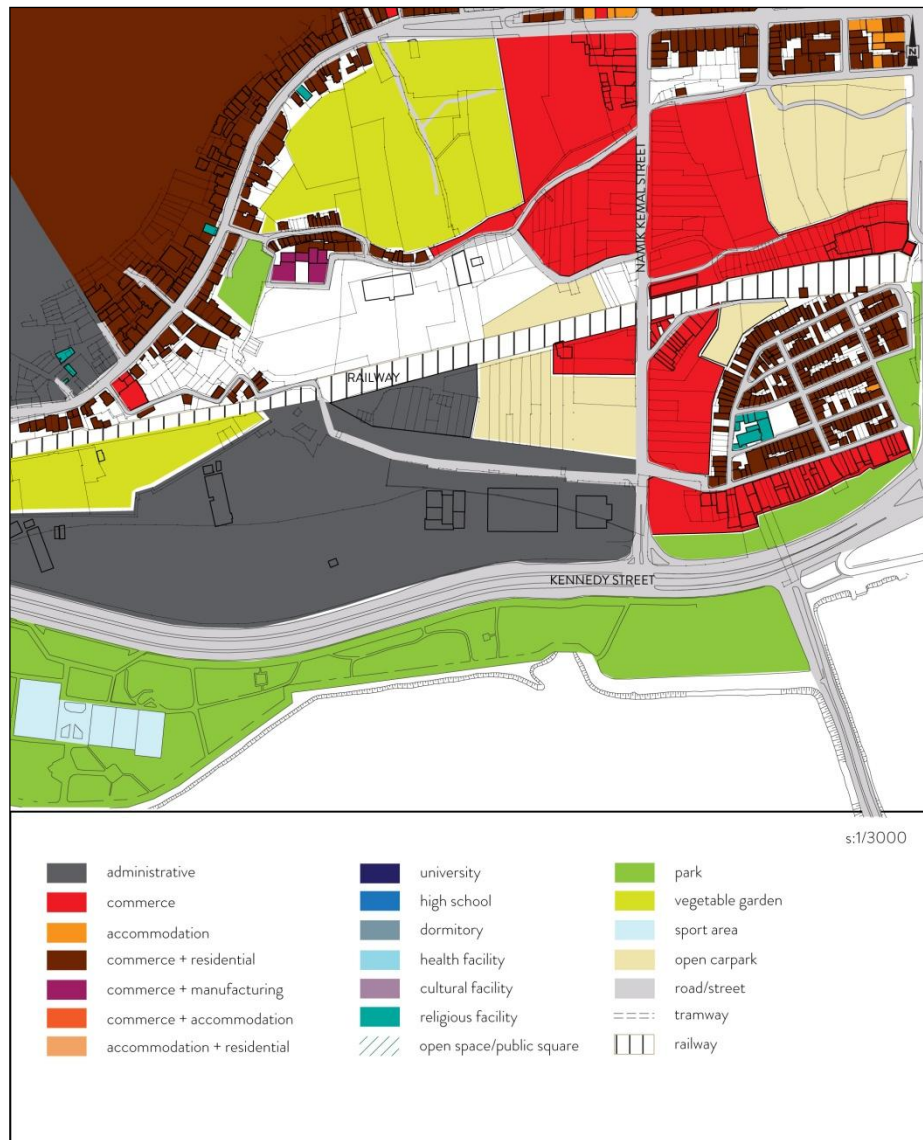 N
NAMIK KEMAL STREET
RAILWAY
KENNEDY STREET
s:1/3000
administrative
commerce
accommodation
commerce + residential
commerce + manufacturing
commerce + accommodation
accommodation + residential
university
high school
dormitory
health facility
cultural facility
religious facility
open space/public square
park
vegetable garden
sport area
open carpark
road/street
tramway
railway